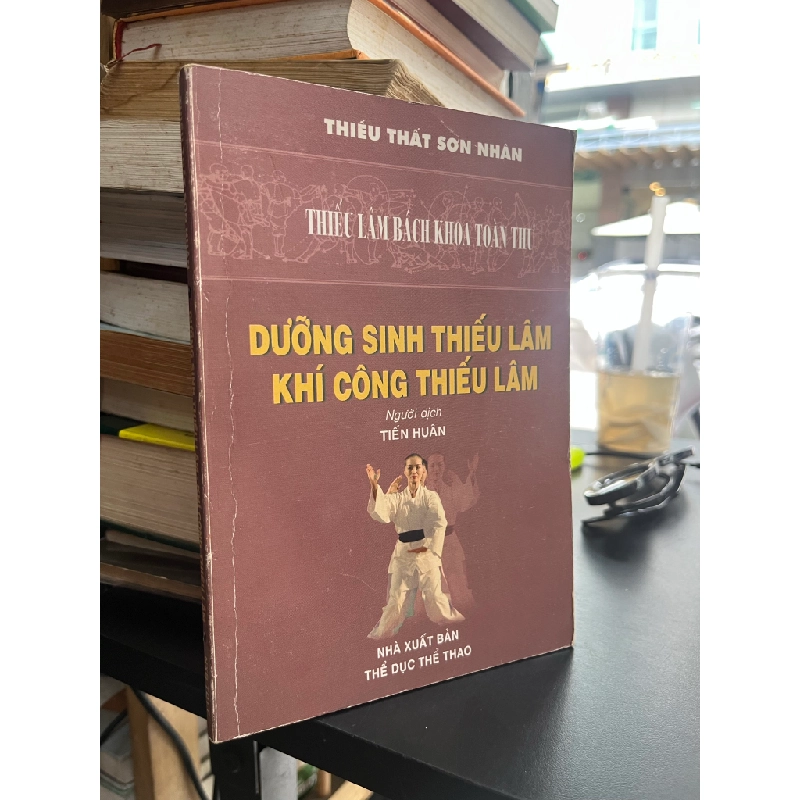 THIẾU THẤT SƠN NHÂN
THIẾU LÂM BÁCH KHOA TOÀN THƯ
DƯỠNG SINH THIẾU LÂM
KHÍ CÔNG THIẾU LÂM
Người dịch
TIẾN HUÂN
NHÀ XUẤT BẢN
THỂ DỤC THỂ THAO